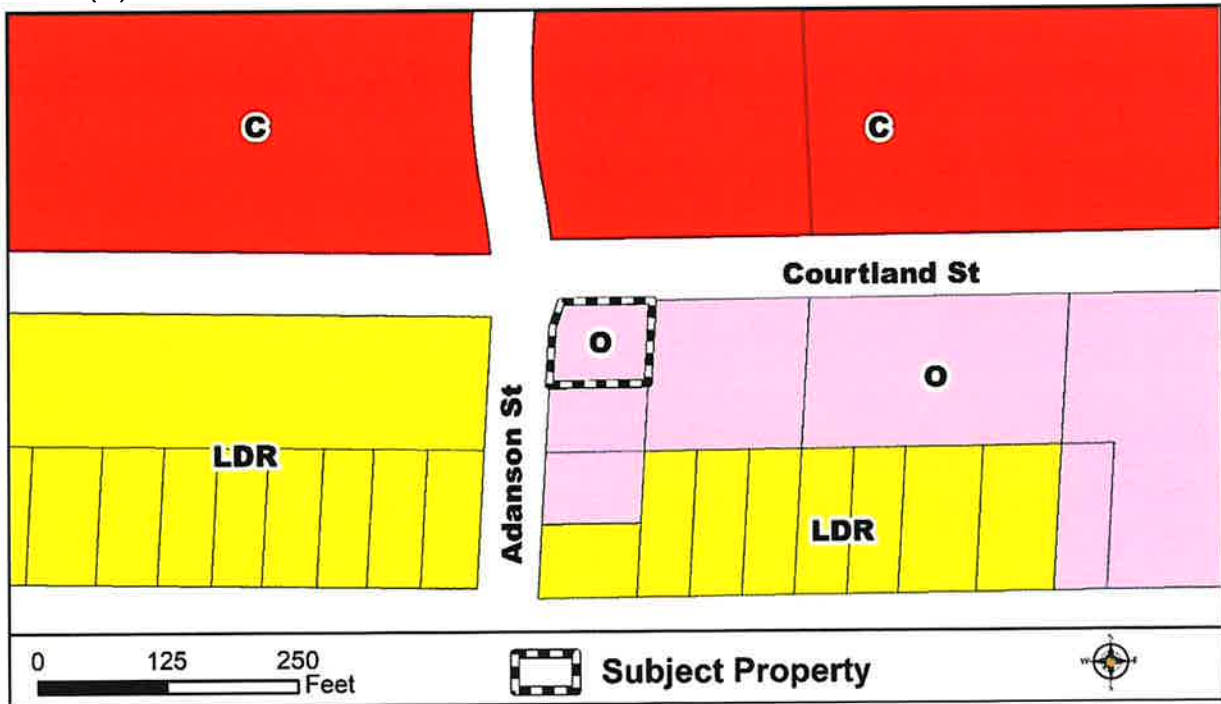 C
C
Courtland St
O
O
Adanson St
LDR
LDR
0 125 250
Feet
Subject Property
W